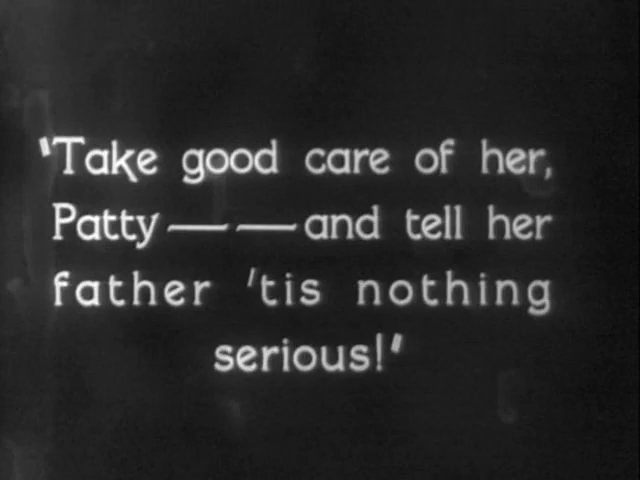 "Take good care of her,
Patty — — and tell her
father 'tis nothing
serious!"